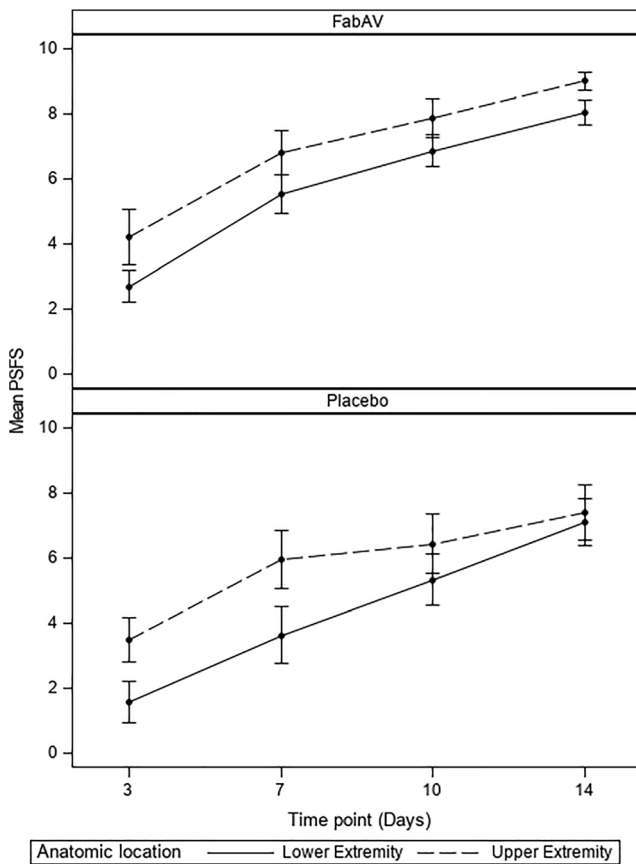 FabAV
10
8
6
4
2
0
Mean PSFS
Placebo
10
8
6
4
2
0
3 7 10 14
Time point (Days)
Anatomic location Lower Extremity Upper Extremity